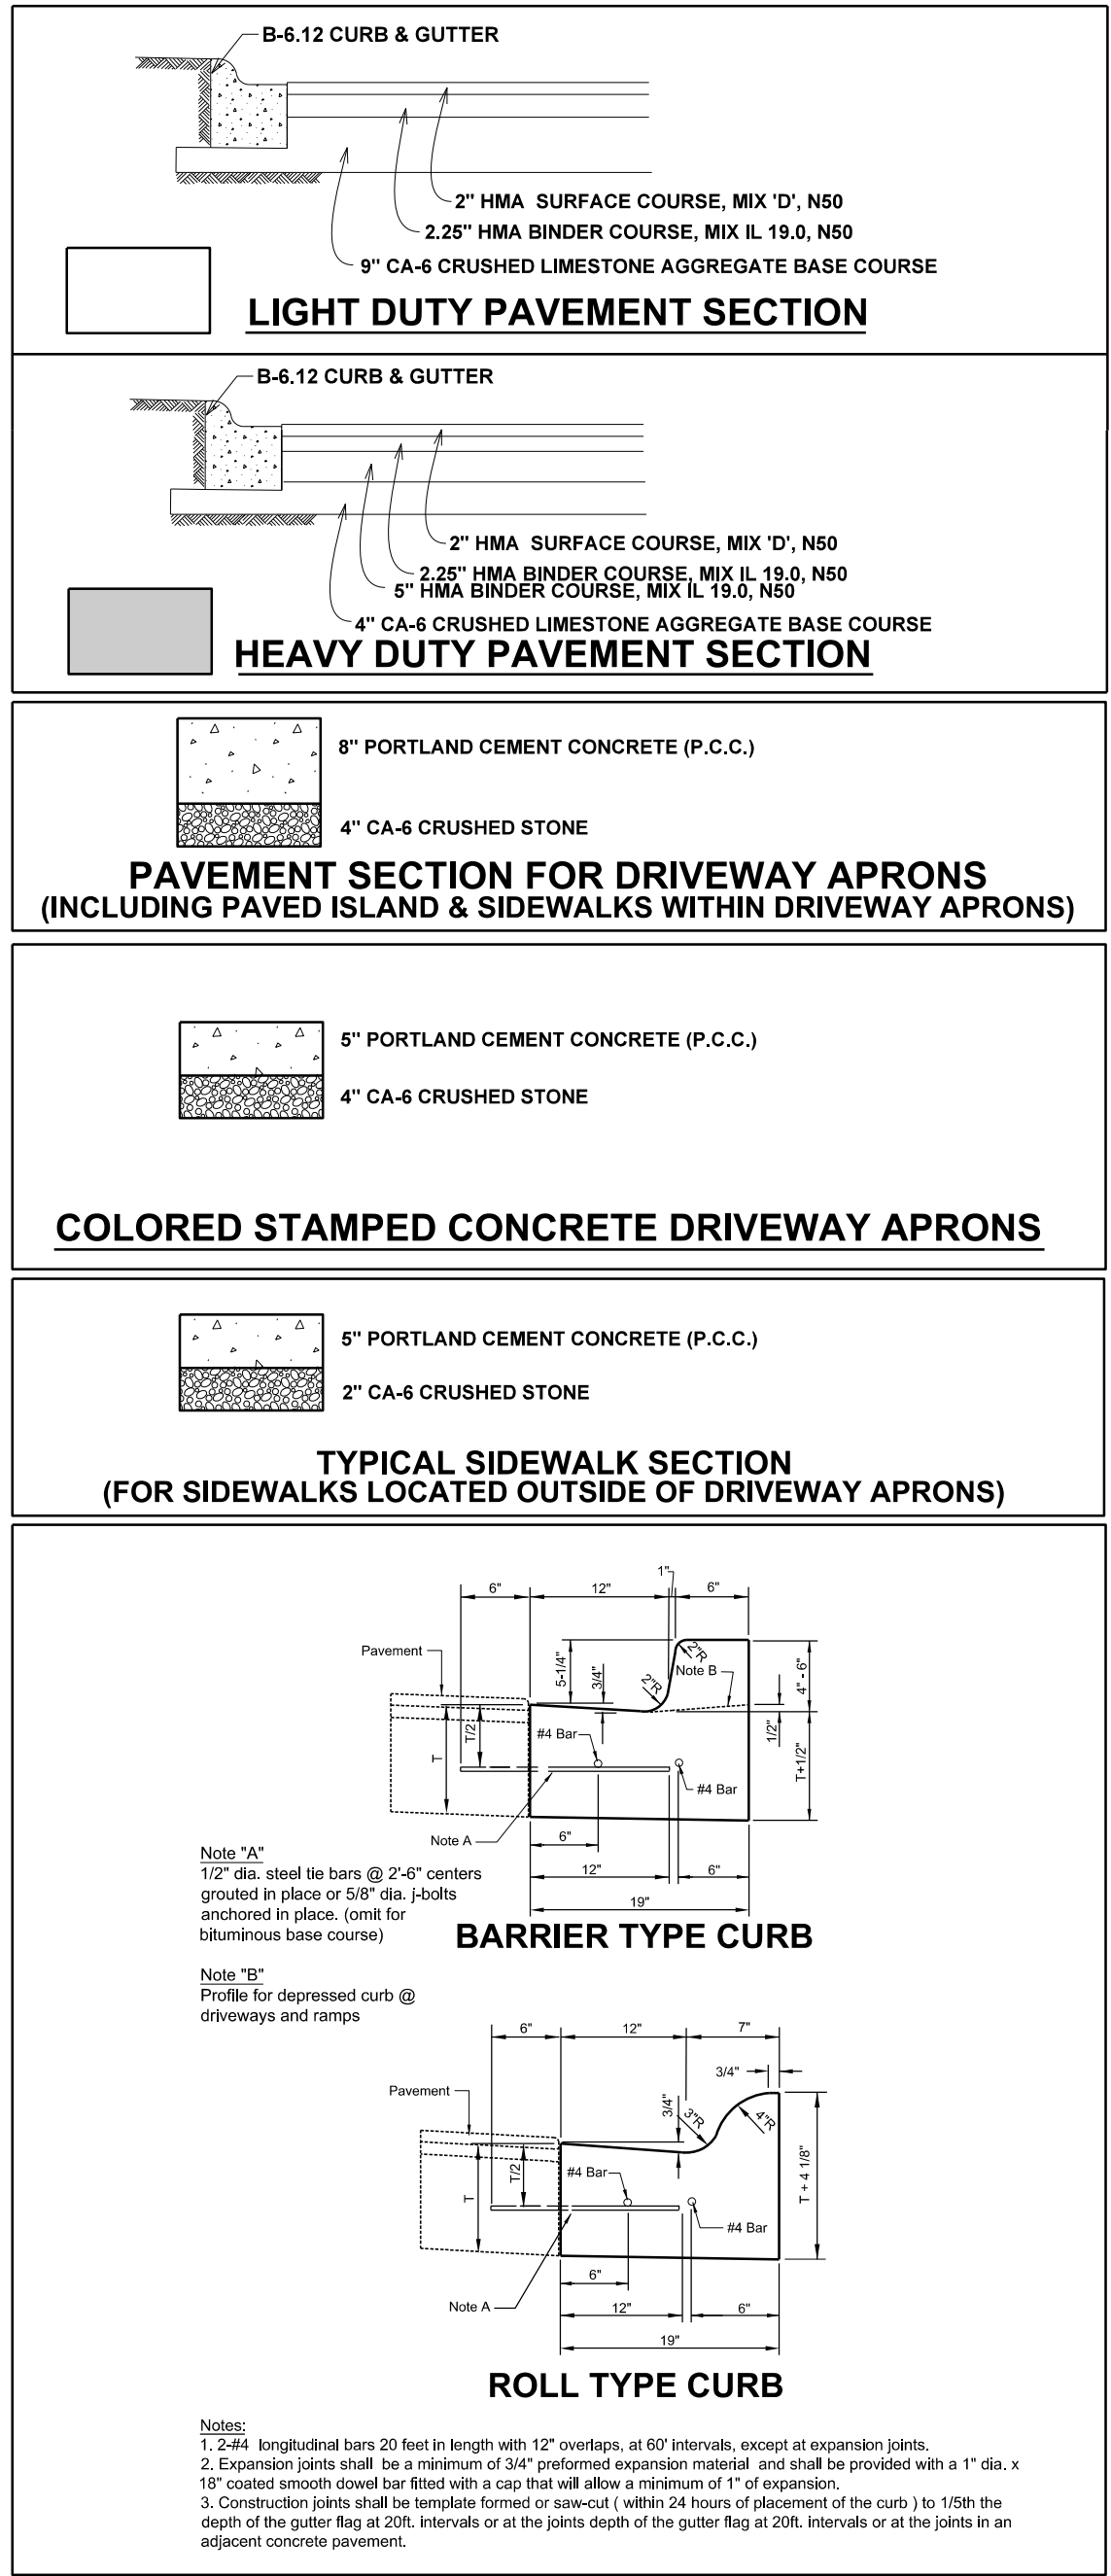 B-6.12 CURB & GUTTER
2" HMA SURFACE COURSE, MIX 'D', N50
2.25" HMA BINDER COURSE, MIX IL 19.0, N50
9" CA-6 CRUSHED LIMESTONE AGGREGATE BASE COURSE
LIGHT DUTY PAVEMENT SECTION
B-6.12 CURB & GUTTER
2" HMA SURFACE COURSE, MIX 'D', N50
2.25" HMA BINDER COURSE, MIX IL 19.0, N50
5" HMA BINDER COURSE, MIX IL 19.0, N50
4" CA-6 CRUSHED LIMESTONE AGGREGATE BASE COURSE
HEAVY DUTY PAVEMENT SECTION
8" PORTLAND CEMENT CONCRETE (P.C.C.)
4" CA-6 CRUSHED STONE
PAVEMENT SECTION FOR DRIVEWAY APRONS
(INCLUDING PAVED ISLAND & SIDEWALKS WITHIN DRIVEWAY APRONS)
5" PORTLAND CEMENT CONCRETE (P.C.C.)
4" CA-6 CRUSHED STONE
COLORED STAMPED CONCRETE DRIVEWAY APRONS
5" PORTLAND CEMENT CONCRETE (P.C.C.)
2" CA-6 CRUSHED STONE
TYPICAL SIDEWALK SECTION
(FOR SIDEWALKS LOCATED OUTSIDE OF DRIVEWAY APRONS)
1"
6" 12" 6"
Pavement
5-1/4"
3/4"
2"R
2"R
Note B
4" - 6"
T/2
T
#4 Bar
1/2"
T+1/2"
#4 Bar
Note A
6"
12" 6"
19"
BARRIER TYPE CURB
Note "A"
1/2" dia. steel tie bars @ 2'-6" centers
grouted in place or 5/8" dia. j-bolts
anchored in place. (omit for
bituminous base course)
Note "B"
Profile for depressed curb @
driveways and ramps
6" 12" 7"
3/4"
Pavement
3/4"
3"R
4"R
T/2
T
#4 Bar
T + 4 1/8"
#4 Bar
6"
Note A
12" 6"
19"
ROLL TYPE CURB
Notes:
1. 2-#4 longitudinal bars 20 feet in length with 12" overlaps, at 60' intervals, except at expansion joints.
2. Expansion joints shall be a minimum of 3/4" preformed expansion material and shall be provided with a 1" dia. x
18" coated smooth dowel bar fitted with a cap that will allow a minimum of 1" of expansion.
3. Construction joints shall be template formed or saw-cut ( within 24 hours of placement of the curb ) to 1/5th the
depth of the gutter flag at 20ft. intervals or at the joints depth of the gutter flag at 20ft. intervals or at the joints in an
adjacent concrete pavement.